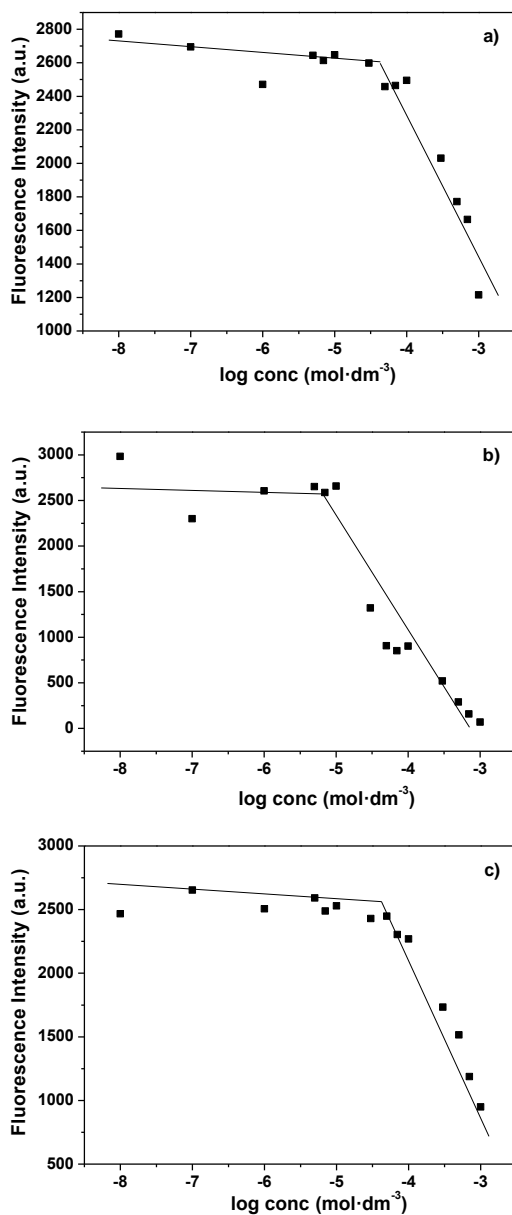 a)
Fluorescence Intensity (a.u.)
2800
2600
2400
2200
2000
1800
1600
1400
1200
1000
-8 -7 -6 -5 -4 -3
log conc (mol·dm⁻³)
b)
Fluorescence Intensity (a.u.)
3000
2500
2000
1500
1000
500
0
-8 -7 -6 -5 -4 -3
log conc (mol·dm⁻³)
c)
Fluorescence Intensity (a.u.)
3000
2500
2000
1500
1000
500
-8 -7 -6 -5 -4 -3
log conc (mol·dm⁻³)